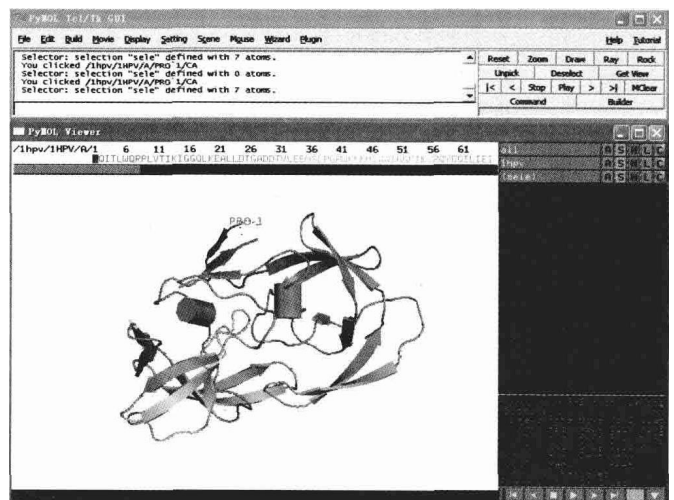 PyMOL Tcl/Tk GUI
File Edit Build Movie Display Setting Scene Mouse Wizard Plugin Help Tutorial
Selector: selection "sele" defined with 7 atoms.
You clicked /1hpv/1HPV/A/PRO`1/CA
Selector: selection "sele" defined with 0 atoms.
You clicked /1hpv/1HPV/A/PRO`1/CA
Selector: selection "sele" defined with 7 atoms.
Reset Zoom Draw Ray Rock
Unpick Deselect Get View
|< < Stop Play > >| MClear
Command Builder
PyMOL Viewer
/1hpv/1HPV/A/1 6 11 16 21 26 31 36 41 46 51 56 61
QITLWQRPLVTIKIGGQLKEALLDTGADDTVLEE
all A S H L C
1hpv A S H L C
(sele) A S H L C
PRO-1